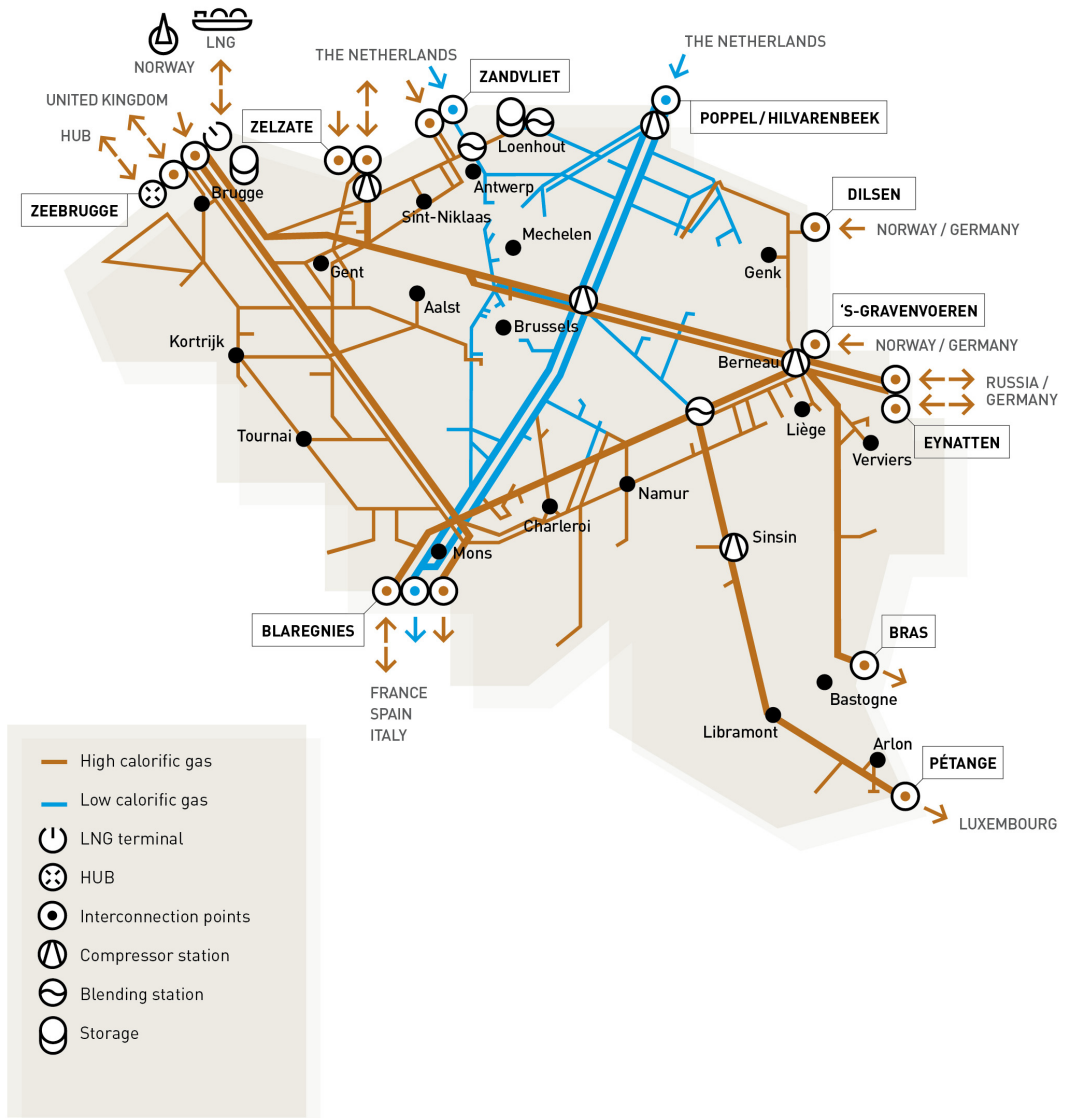 LNG
NORWAY
THE NETHERLANDS
THE NETHERLANDS
UNITED KINGDOM
HUB
ZELZATE
ZANDVLIET
POPPEL / HILVARENBEEK
Loenhout
ZEEBRUGGE
Brugge
Antwerp
Sint-Niklaas
DILSEN
NORWAY / GERMANY
Mechelen
Gent
Genk
Aalst
Brussels
'S-GRAVENVOEREN
NORWAY / GERMANY
Kortrijk
Berneau
RUSSIA /
GERMANY
Liège
EYNATTEN
Tournai
Verviers
Namur
Charleroi
Sinsin
Mons
BLAREGNIES
BRAS
FRANCE
SPAIN
ITALY
Bastogne
Libramont
Arlon
PÉTANGE
LUXEMBOURG
High calorific gas
Low calorific gas
LNG terminal
HUB
Interconnection points
Compressor station
Blending station
Storage